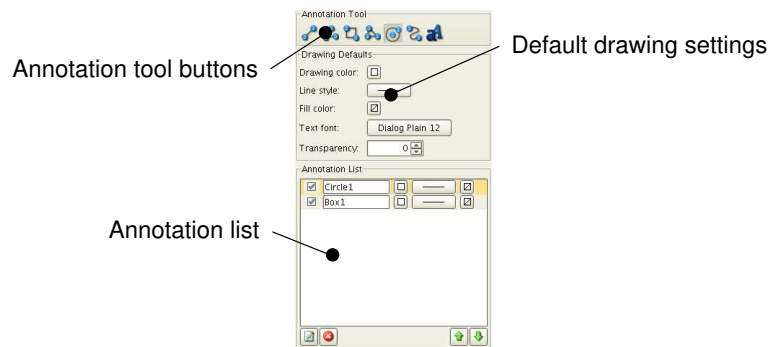 Annotation Tool
Default drawing settings
Annotation tool buttons
Drawing Defaults
Drawing color:
Line style:
Fill color:
Text font: Dialog Plain 12
Transparency: 0
Annotation List
Circle1
Box1
Annotation list